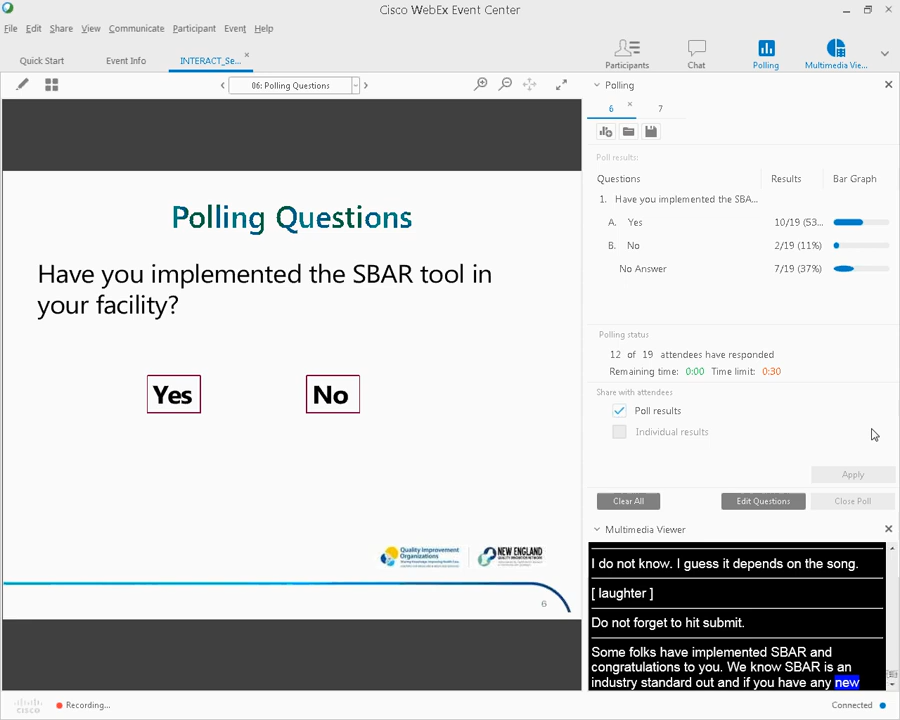 Cisco WebEx Event Center
File Edit Share View Communicate Participant Event Help
Quick Start Event Info INTERACT_Se...
Participants Chat Polling Multimedia Vie...
06: Polling Questions
Polling
6 7
Poll results:
Questions Results Bar Graph
1. Have you implemented the SBA...
A. Yes 10/19 (53...
B. No 2/19 (11%)
No Answer 7/19 (37%)
Polling Questions
Have you implemented the SBAR tool in
your facility?
Yes No
Quality Improvement
Organizations
NEW ENGLAND
6
Polling status
12 of 19 attendees have responded
Remaining time: 0:00 Time limit: 0:30
Share with attendees
Poll results
Individual results
Apply
Clear All Edit Questions Close Poll
Multimedia Viewer
I do not know. I guess it depends on the song.
[ laughter ]
Do not forget to hit submit.
Some folks have implemented SBAR and
congratulations to you. We know SBAR is an
industry standard out and if you have any new
cisco Recording... Connected